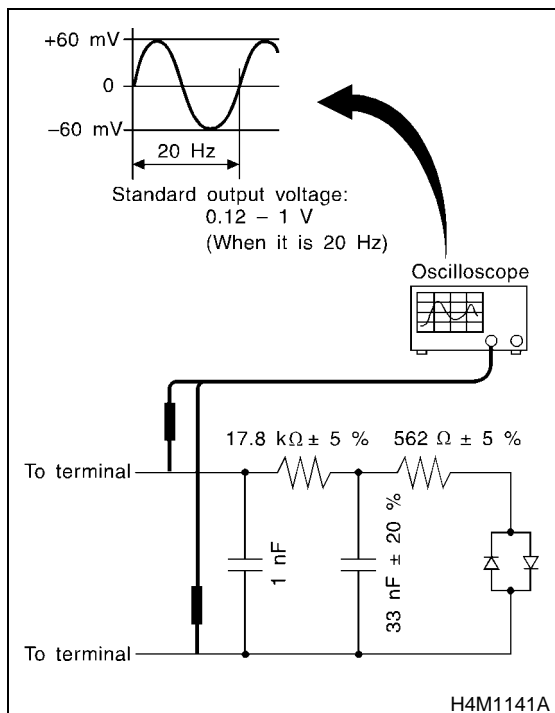 +60 mV
0
−60 mV
20 Hz
Standard output voltage:
0.12 − 1 V
(When it is 20 Hz)
Oscilloscope
17.8 kΩ ± 5 %
562 Ω ± 5 %
To terminal
1 nF
33 nF ± 20 %
To terminal
H4M1141A